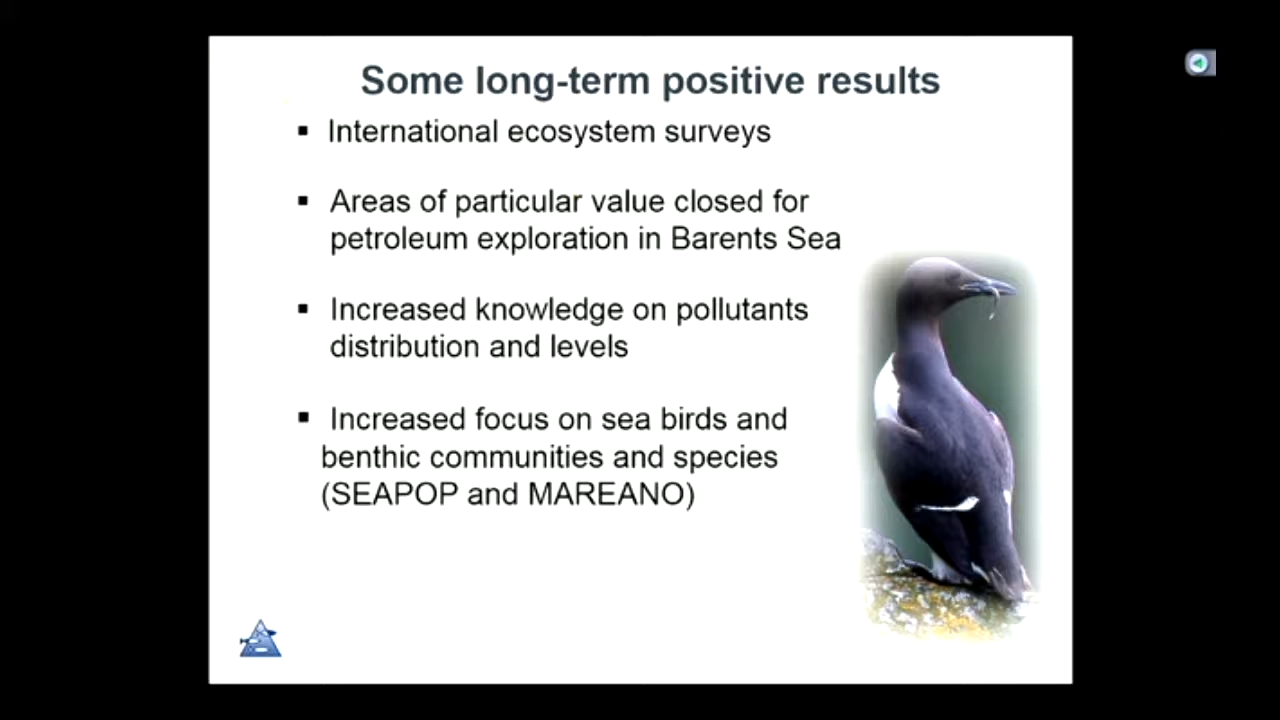 Some long-term positive results
▪ International ecosystem surveys
▪ Areas of particular value closed for
petroleum exploration in Barents Sea
▪ Increased knowledge on pollutants
distribution and levels
▪ Increased focus on sea birds and
benthic communities and species
(SEAPOP and MAREANO)